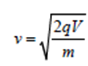 v = √(2qV/m)